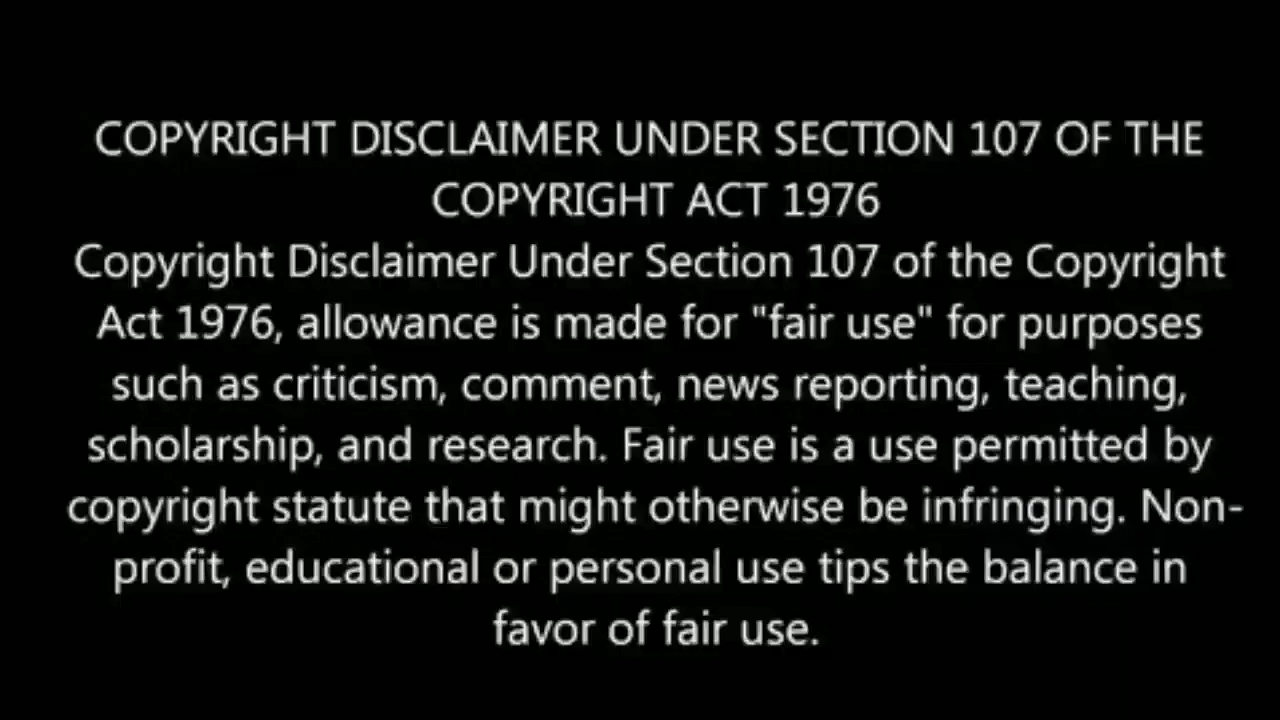 COPYRIGHT DISCLAIMER UNDER SECTION 107 OF THE
COPYRIGHT ACT 1976
Copyright Disclaimer Under Section 107 of the Copyright
Act 1976, allowance is made for "fair use" for purposes
such as criticism, comment, news reporting, teaching,
scholarship, and research. Fair use is a use permitted by
copyright statute that might otherwise be infringing. Non-
profit, educational or personal use tips the balance in
favor of fair use.